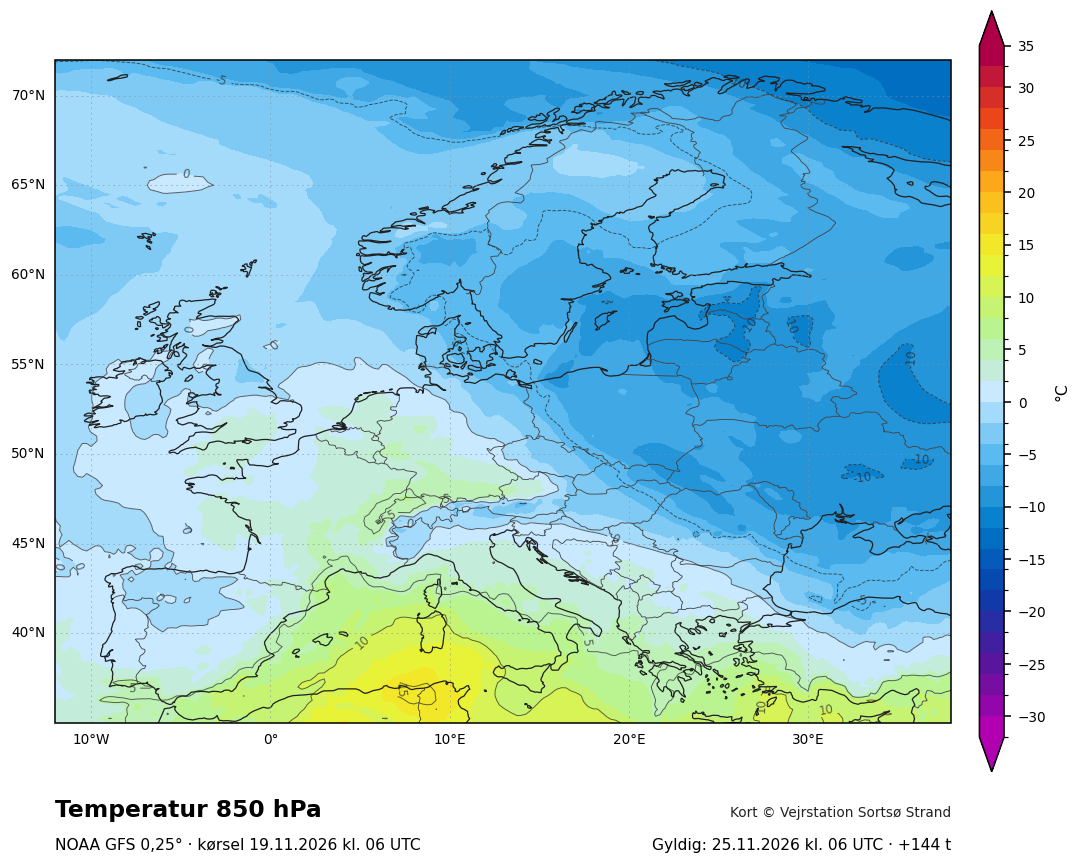 70°N
65°N
60°N
55°N
50°N
45°N
40°N
10°W
0°
10°E
20°E
30°E
35
30
25
20
15
10
5
0
−5
−10
−15
−20
−25
−30
°C
Temperatur 850 hPa
Kort © Vejrstation Sortsø Strand
NOAA GFS 0,25° · kørsel 19.11.2026 kl. 06 UTC
Gyldig: 25.11.2026 kl. 06 UTC · +144 t